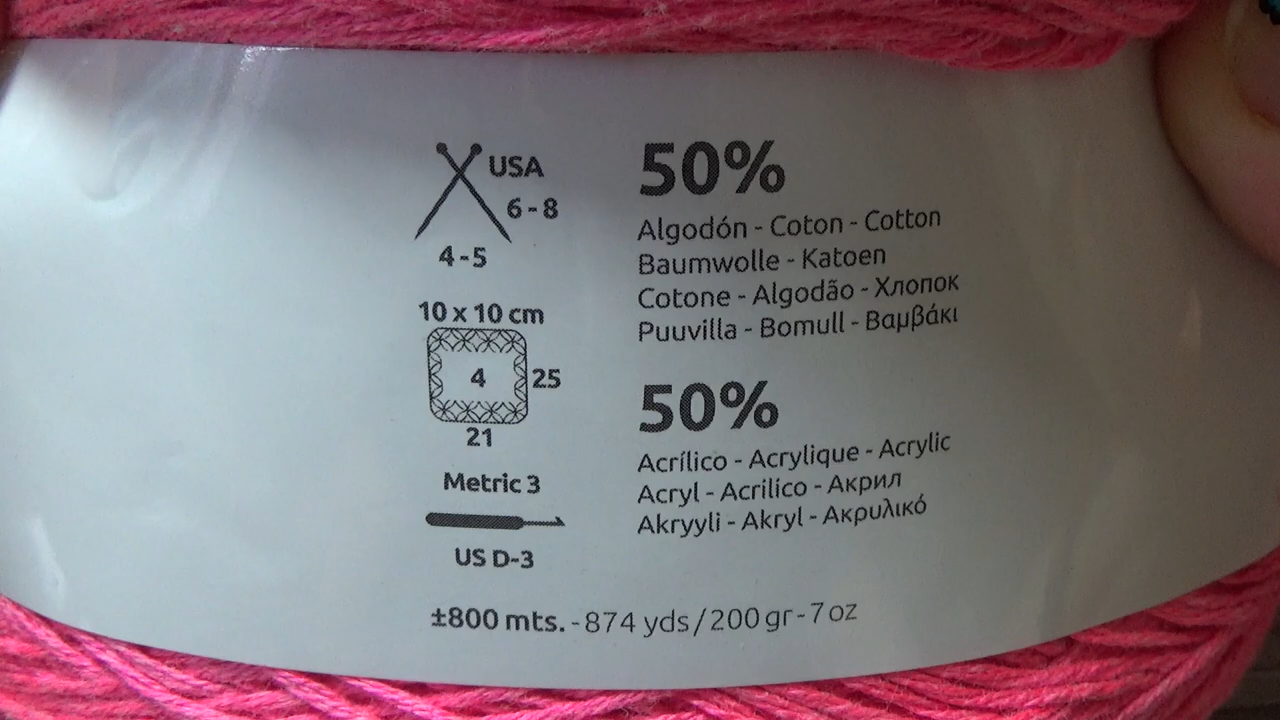 USA
6 - 8
4 - 5
10 x 10 cm
4
25
21
Metric 3
US D-3
50%
Algodón - Coton - Cotton
Baumwolle - Katoen
Cotone - Algodão - Хлопок
Puuvilla - Bomull - Βαμβάκι
50%
Acrílico - Acrylique - Acrylic
Acryl - Acrilico - Акрил
Akryyli - Akryl - Ακρυλικό
±800 mts. - 874 yds / 200 gr - 7 oz